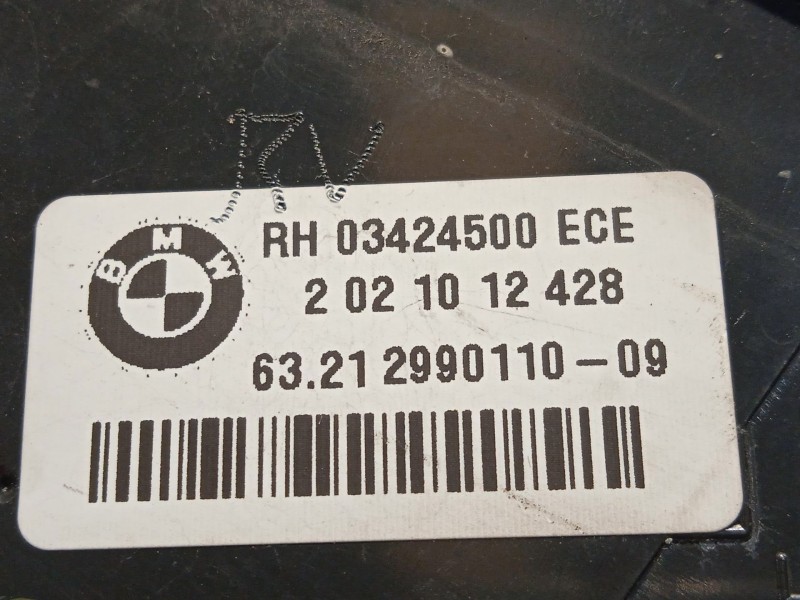 BMW
RH 03424500 ECE
2 02 10 12 428
63.21 2990110-09